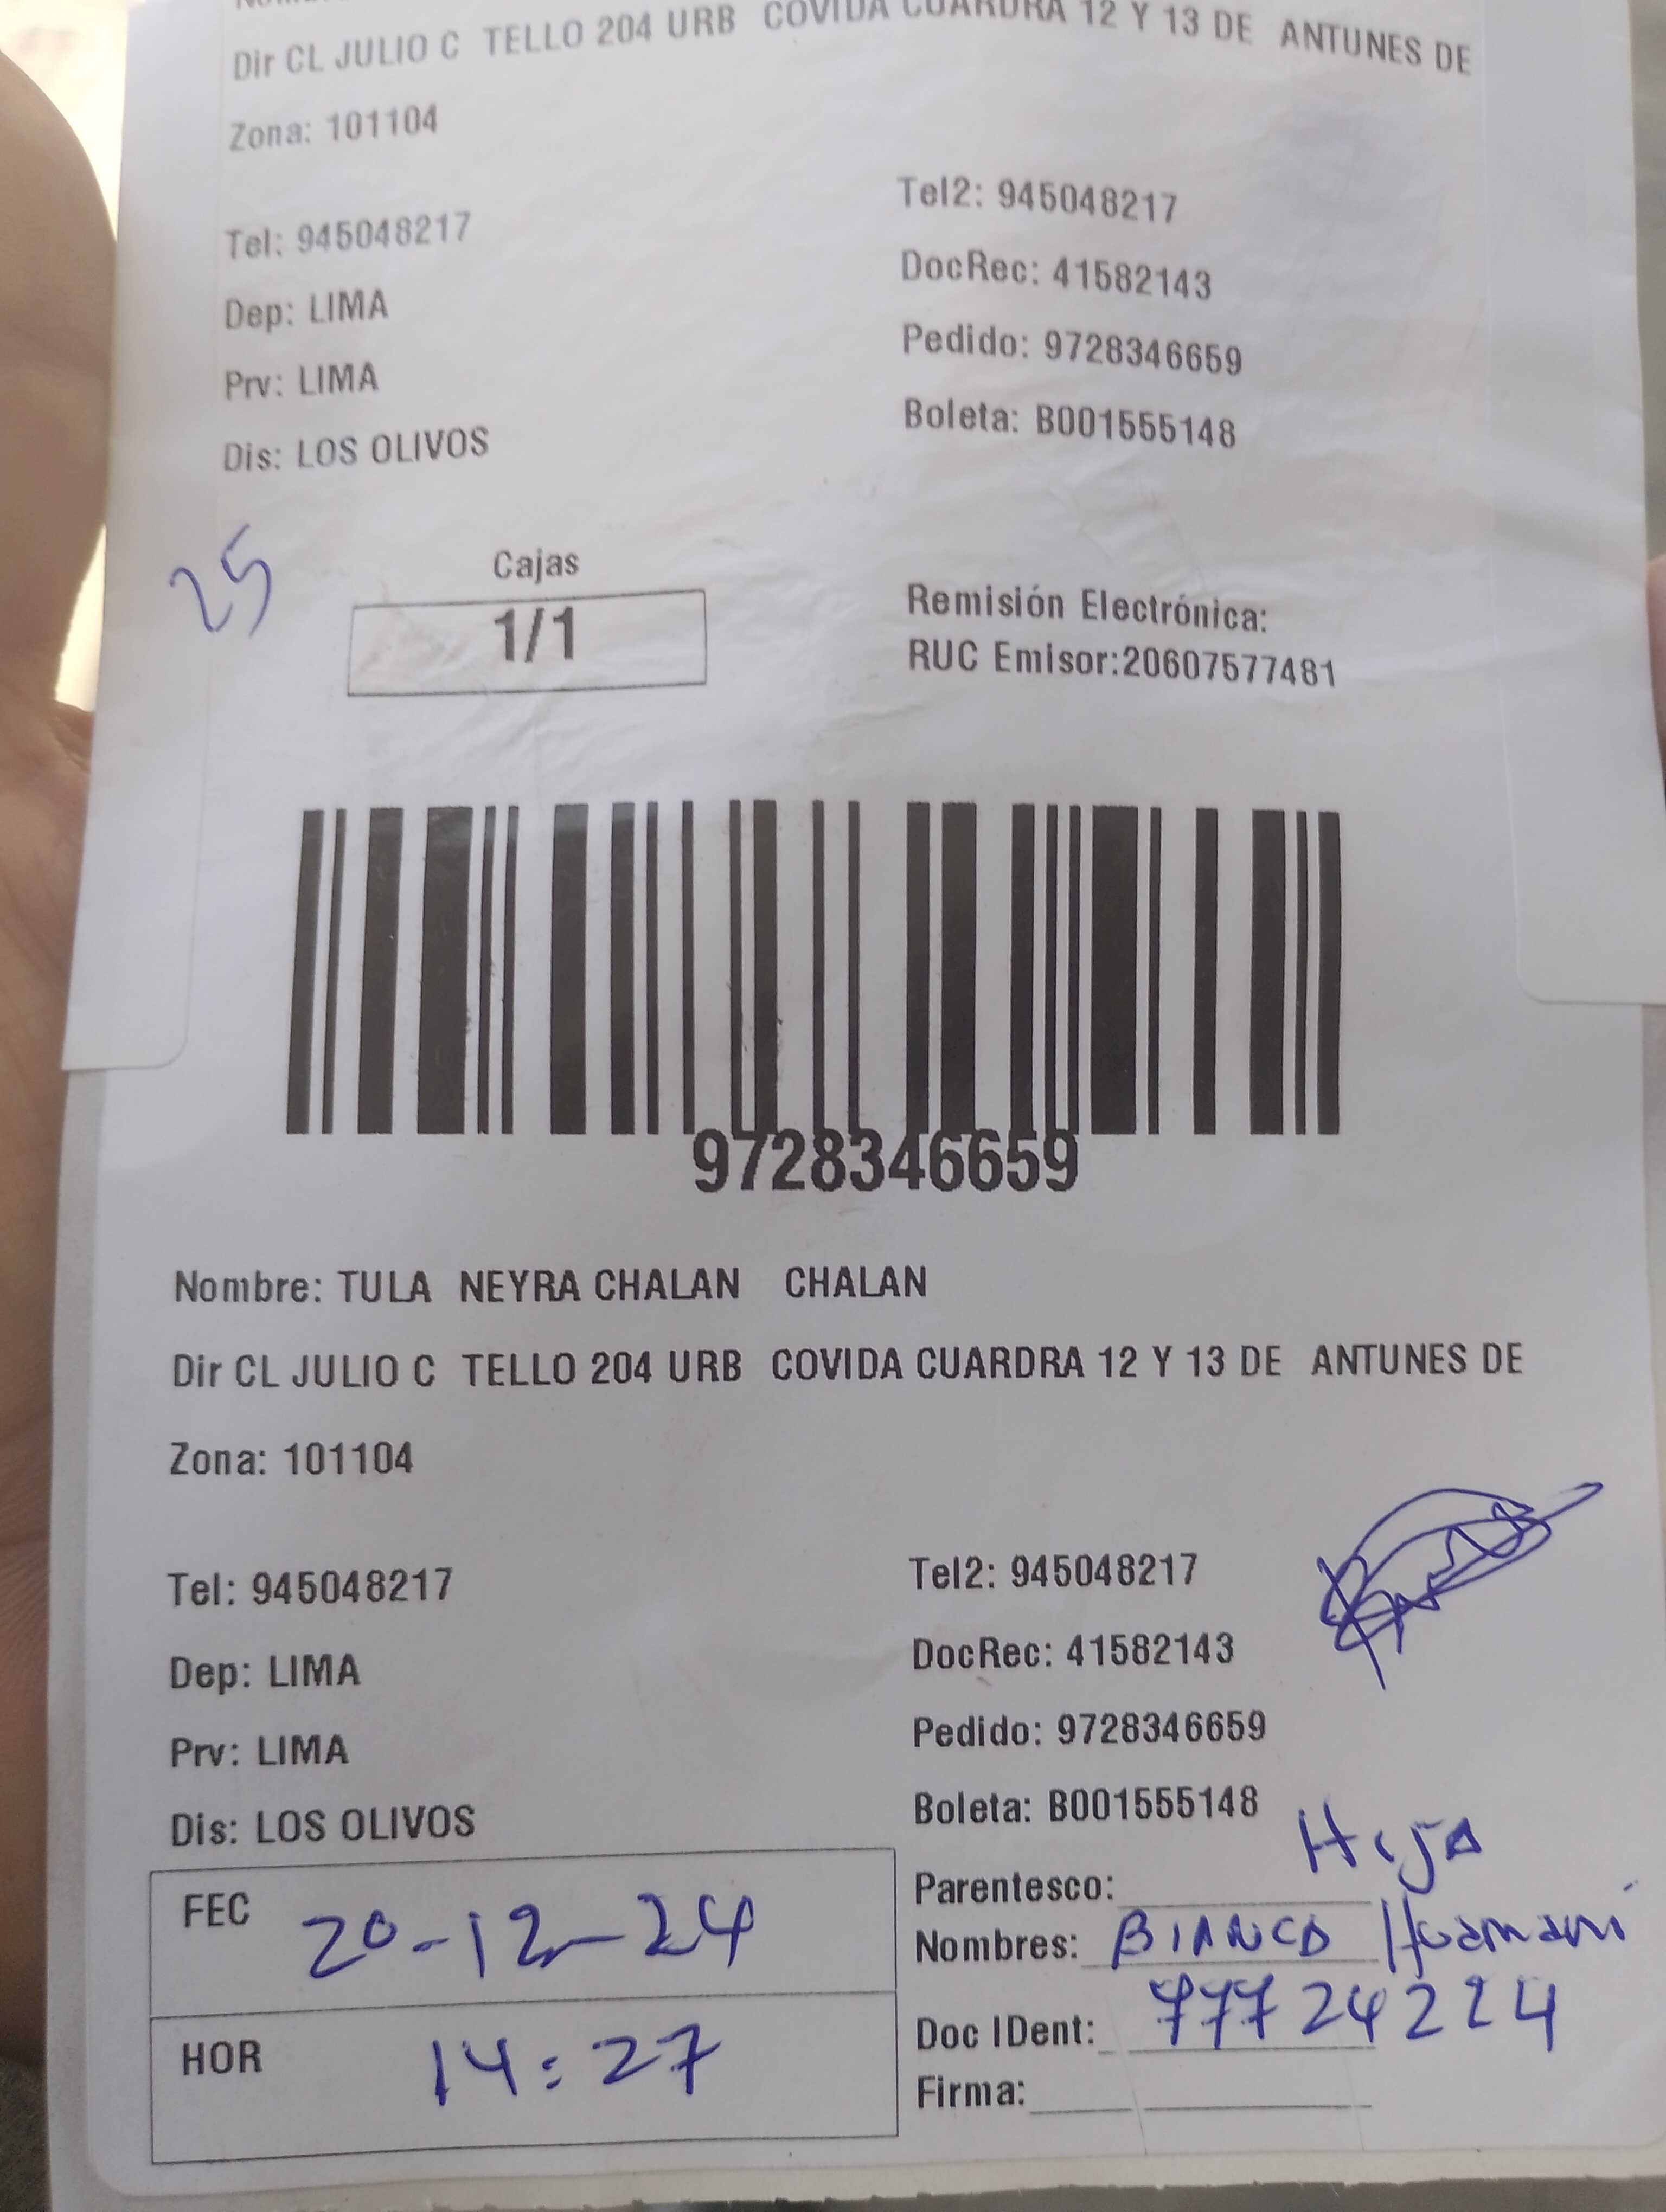 Dir CL JULIO C TELLO 204 URB COVIDA CUARDRA 12 Y 13 DE ANTUNES DE
Zona: 101104
Tel: 945048217
Tel2: 945048217
DocRec: 41582143
Dep: LIMA
Pedido: 9728346659
Prv: LIMA
Boleta: B001555148
Dis: LOS OLIVOS
25
Cajas
1/1
Remisión Electrónica:
RUC Emisor:20607577481
9728346659
Nombre: TULA NEYRA CHALAN CHALAN
Dir CL JULIO C TELLO 204 URB COVIDA CUARDRA 12 Y 13 DE ANTUNES DE
Zona: 101104
Tel: 945048217
Tel2: 945048217
Dep: LIMA
DocRec: 41582143
Prv: LIMA
Pedido: 9728346659
Dis: LOS OLIVOS
Boleta: B001555148
FEC 20-12-24
HOR 14:27
Parentesco: Hijo
Nombres: BIANCO Huamani
Doc IDent: 77724224
Firma: